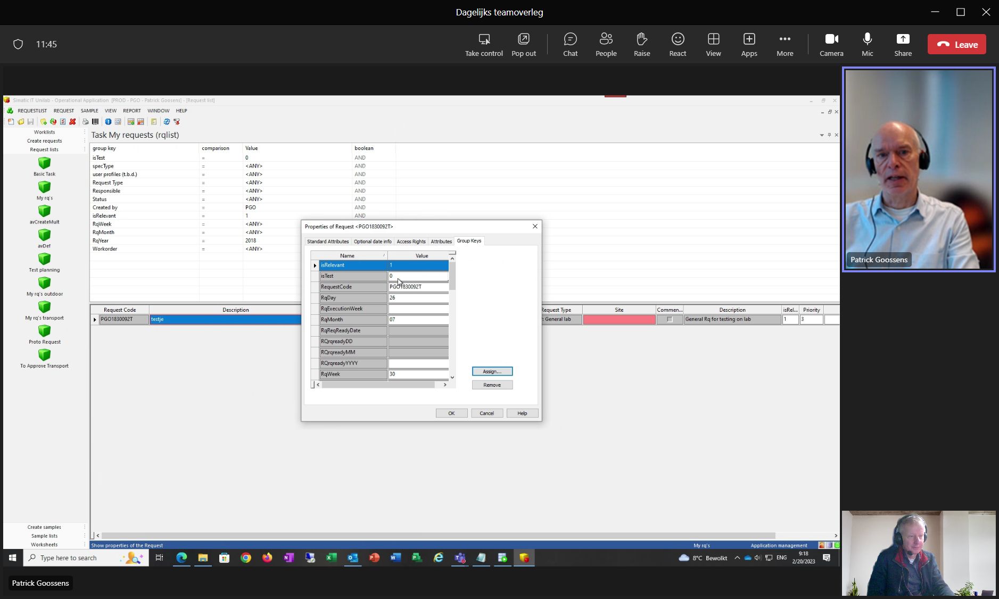 Dagelijks teamoverleg
11:45
Take control
Pop out
Chat
People
Raise
React
View
Apps
More
Camera
Mic
Share
Leave
Simatic IT Unilab - Operational Application [PROD - PGO - Patrick Goosens] - [Request list]
REQUESTLIST REQUEST SAMPLE VIEW REPORT WINDOW HELP
Worklists
Create requests
Request lists
Basic Task
My rq's
avCreateMult
avDef
Test planning
My rq's outdoor
My rq's transport
Proto Request
To Approve Transport
Create samples
Sample lists
Worksheets
Task My requests (rqlist)
group key comparison Value boolean
isTest = 0 AND
specType = <ANY> AND
user profiles (t.b.d.) = <ANY> AND
Request Type = <ANY> AND
Responsible = <ANY> AND
Status = <ANY> AND
Created by = PGO AND
isRelevant = 1 AND
RqWeek = <ANY>
RqMonth = <ANY>
RqYear = 2018
Workorder = <ANY>
Properties of Request <PGO1830092T>
Standard Attributes Optional date info Access Rights Attributes Group Keys
Name Value
isRelevant 1
isTest 0
RequestCode PGO1830092T
RqDay 26
RqExecutionWeek
RqMonth 07
RqReqReadyDate
RQrqreadyDD
RQrqreadyMM
RQrqreadyYYYY
RqWeek 30
Assign...
Remove
OK Cancel Help
Request Code Description Request Type Site Commen... Description isRel... Priority
PGO1830092T testje : General lab General Rq for testing on lab 1 3
Show properties of the Request My rq's Application management
Type here to search
8°C Bewolkt
ENG
9:18
2/20/2023
Patrick Goossens
Patrick Goossens